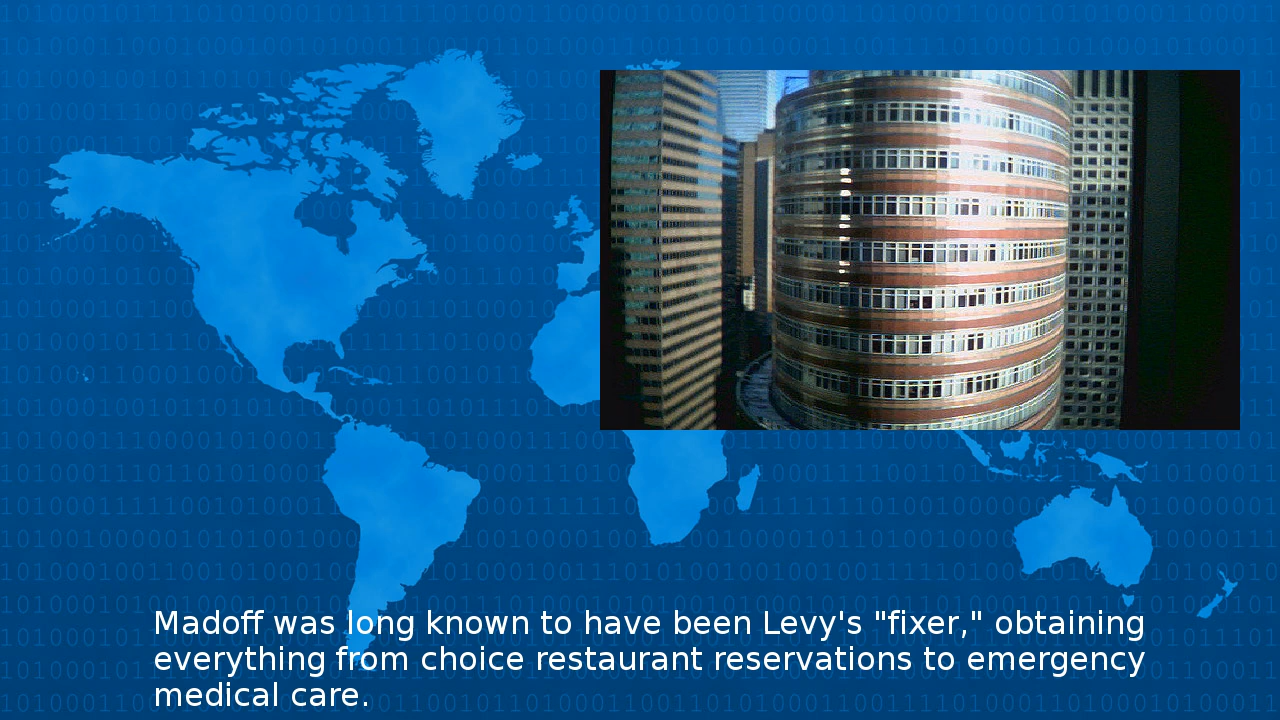 Madoff was long known to have been Levy's "fixer," obtaining
everything from choice restaurant reservations to emergency
medical care.